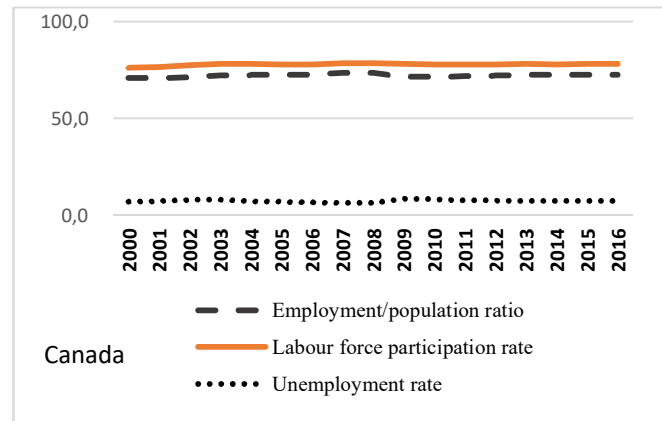 100,0
50,0
0,0
2000 2001 2002 2003 2004 2005 2006 2007 2008 2009 2010 2011 2012 2013 2014 2015 2016
Employment/population ratio
Labour force participation rate
Canada
Unemployment rate